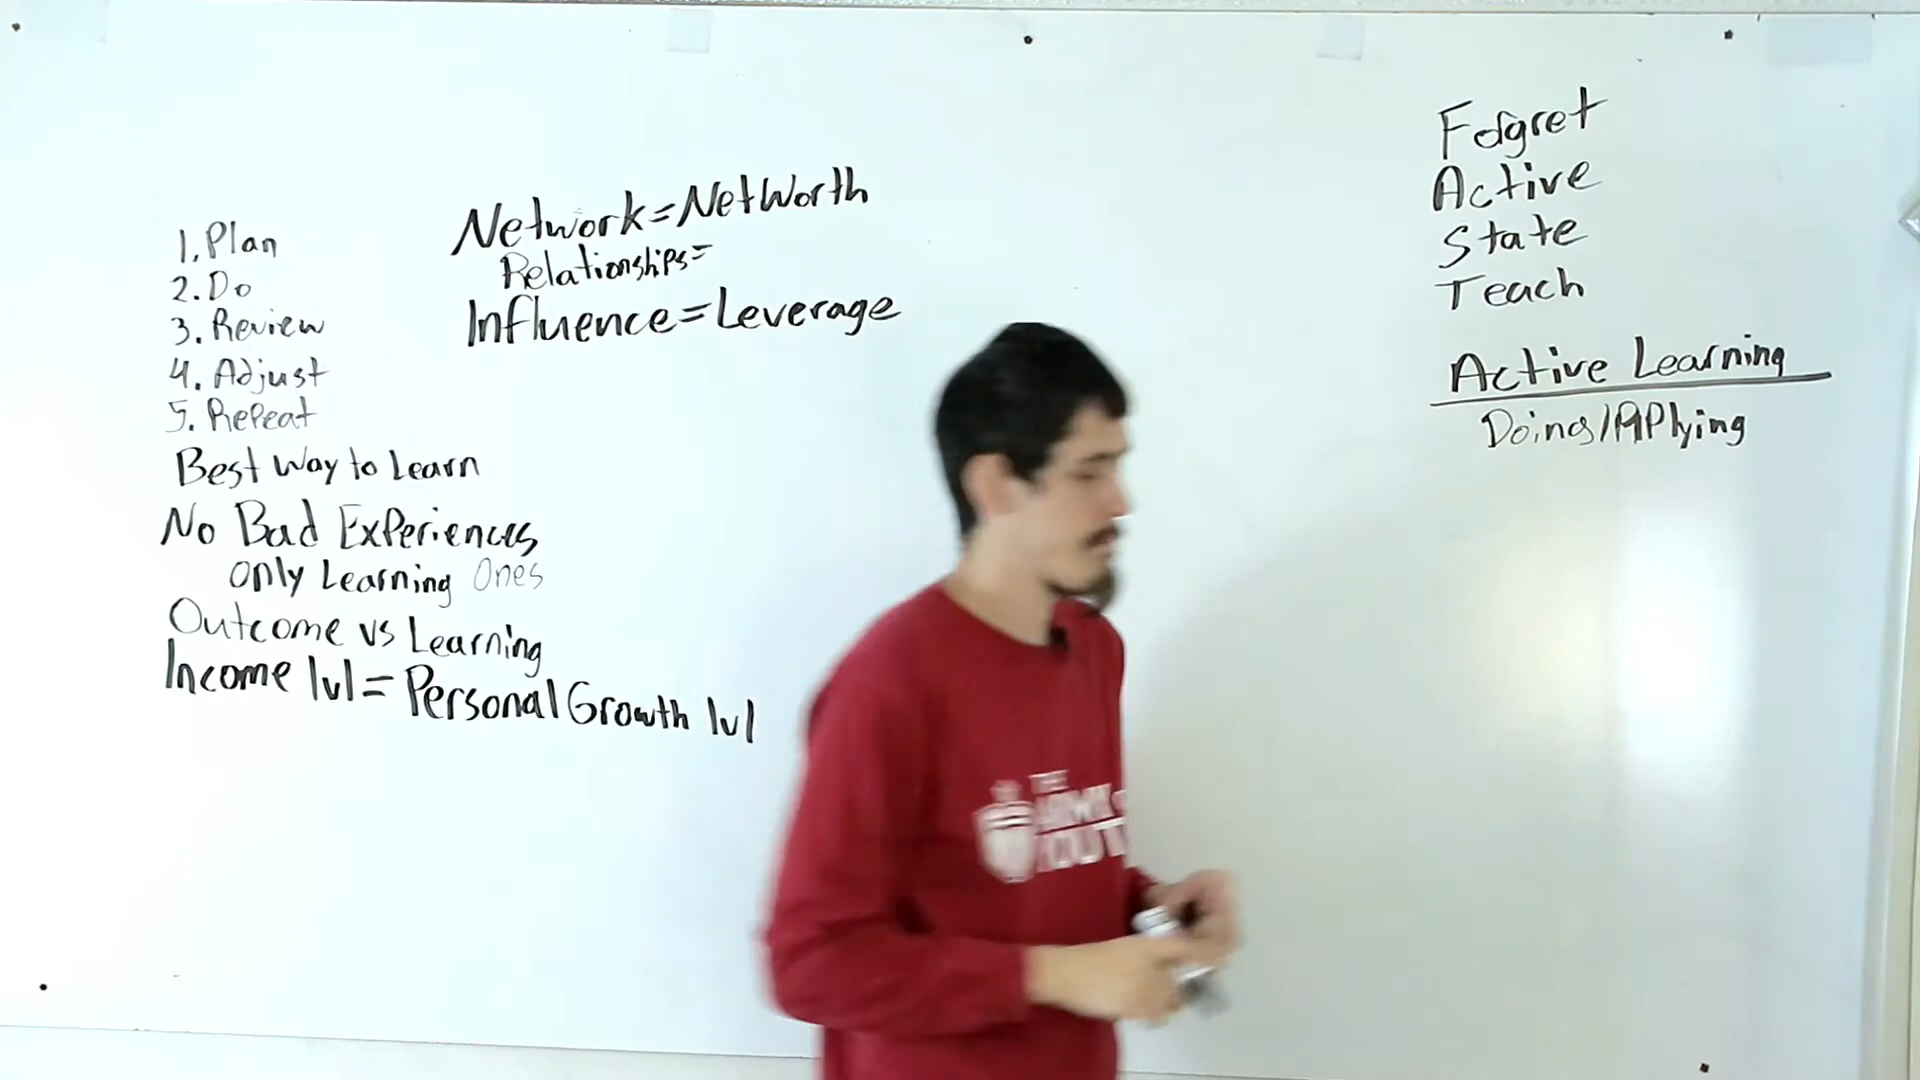 1. Plan
2. Do
3. Review
4. Adjust
5. Repeat
Best Way to Learn
No Bad Experiences
only Learning Ones
Outcome vs Learning
Income lvl = Personal Growth lvl
Network = NetWorth
Relationships =
Influence = Leverage
Fofgret
Active
State
Teach
Active Learning
Doing/APPlying
THE